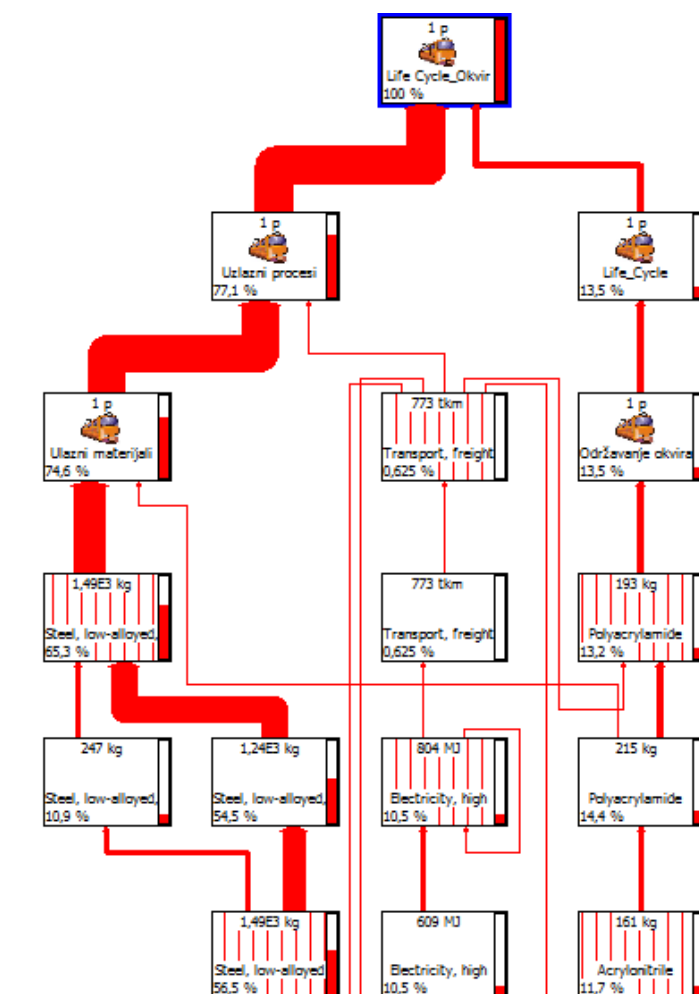 1 p
Life Cycle_Okvir
100 %
1 p
Uzlazni procesi
77,1 %
1 p
Life_Cycle
13,5 %
1 p
Ulazni materijali
74,6 %
773 tkm
Transport, freight
0,625 %
1 p
Održavanje okvira
13,5 %
1,49E3 kg
Steel, low-alloyed,
65,3 %
773 tkm
Transport, freight
0,625 %
193 kg
Polyacrylamide
13,2 %
247 kg
Steel, low-alloyed,
10,9 %
1,24E3 kg
Steel, low-alloyed,
54,5 %
804 MJ
Electricity, high
10,5 %
215 kg
Polyacrylamide
14,4 %
1,49E3 kg
Steel, low-alloyed
56,5 %
609 MJ
Electricity, high
10,5 %
161 kg
Acrylonitrile
11,7 %